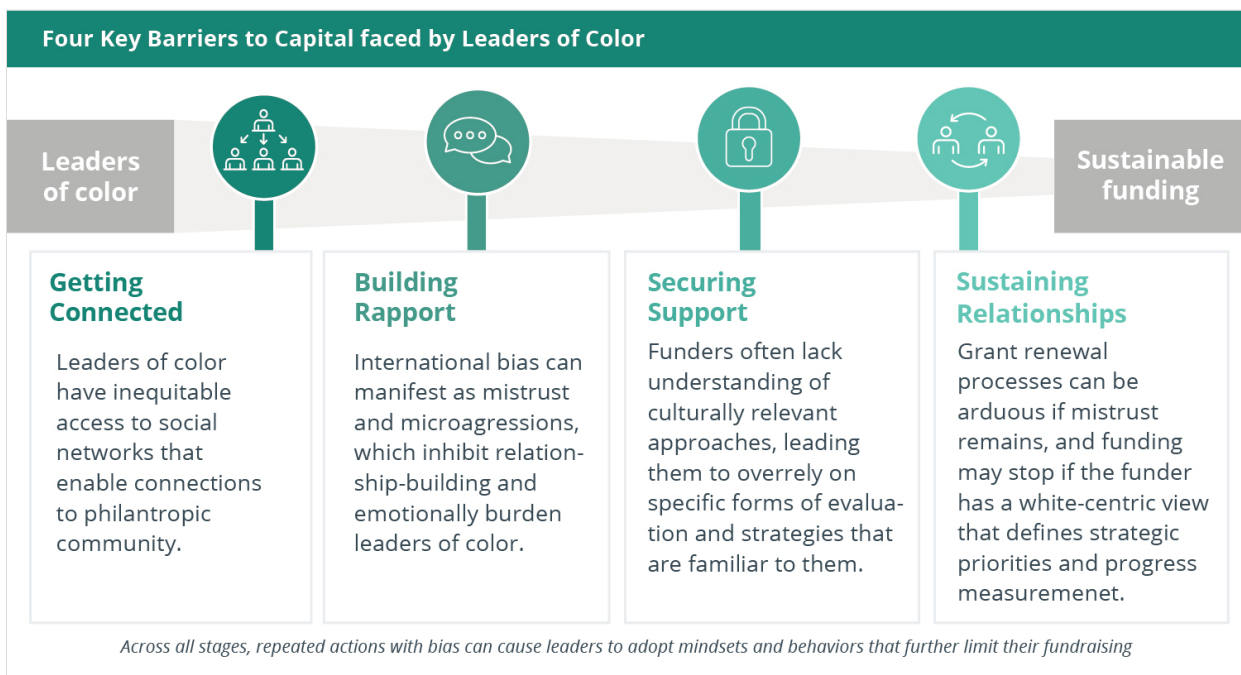 Four Key Barriers to Capital faced by Leaders of Color
Leaders
of color
Sustainable
funding
Getting
Connected
Leaders of color
have inequitable
access to social
networks that
enable connections
to philantropic
community.
Building
Rapport
International bias can
manifest as mistrust
and microagressions,
which inhibit relation-
ship-building and
emotionally burden
leaders of color.
Securing
Support
Funders often lack
understanding of
culturally relevant
approaches, leading
them to overrely on
specific forms of evalua-
tion and strategies that
are familiar to them.
Sustaining
Relationships
Grant renewal
processes can be
arduous if mistrust
remains, and funding
may stop if the funder
has a white-centric view
that defines strategic
priorities and progress
measuremenet.
Across all stages, repeated actions with bias can cause leaders to adopt mindsets and behaviors that further limit their fundraising